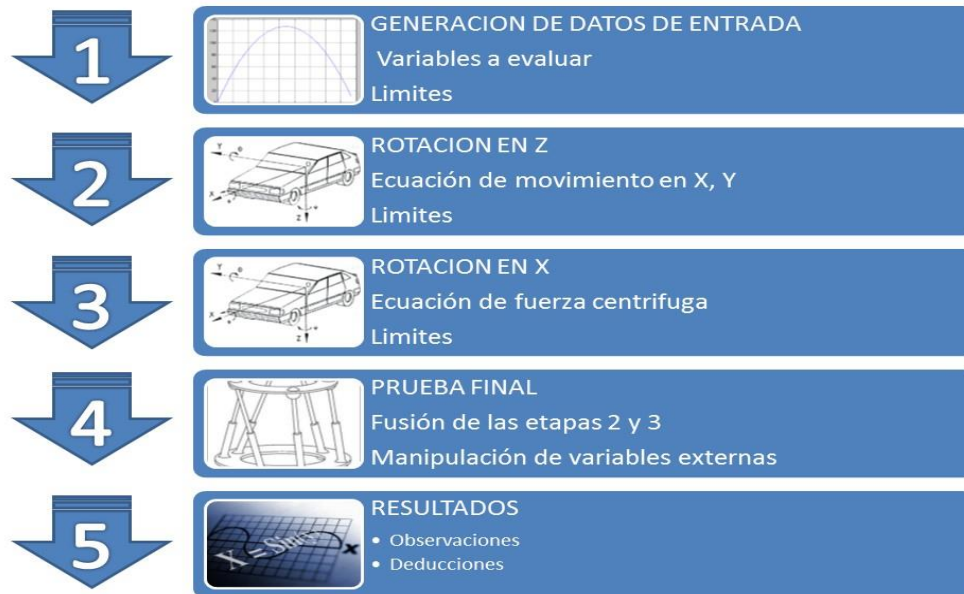 1
GENERACION DE DATOS DE ENTRADA
Variables a evaluar
Limites
2
ROTACION EN Z
Ecuación de movimiento en X, Y
Limites
3
ROTACION EN X
Ecuación de fuerza centrifuga
Limites
4
PRUEBA FINAL
Fusión de las etapas 2 y 3
Manipulación de variables externas
5
RESULTADOS
• Observaciones
• Deducciones